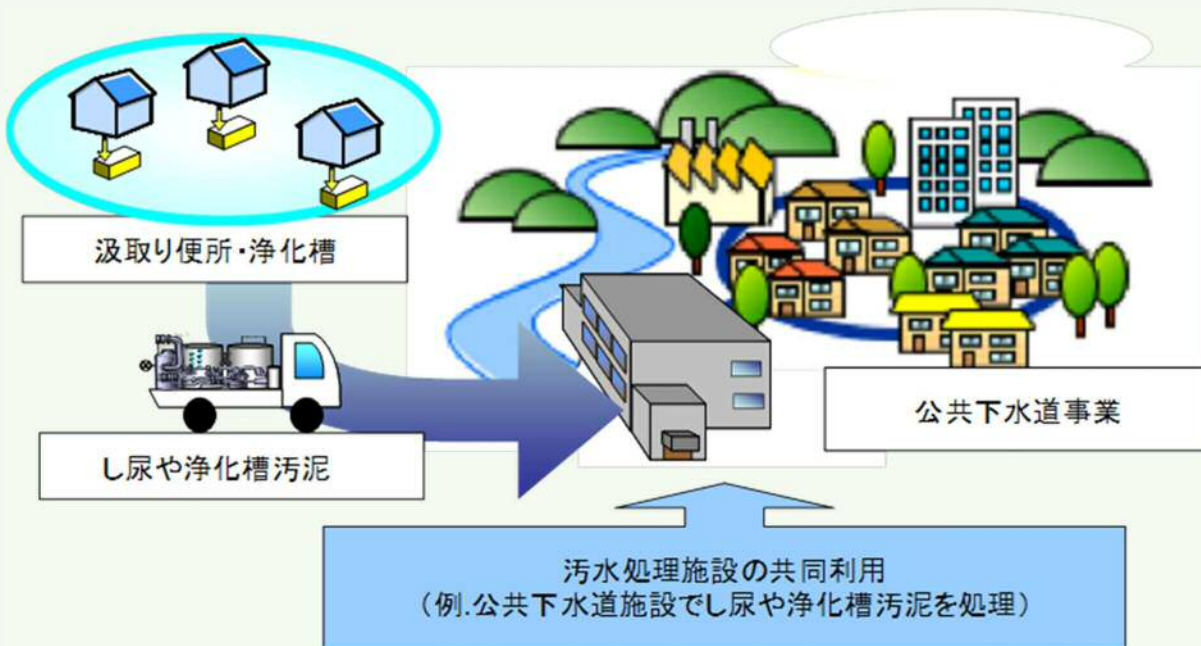 汲取り便所・浄化槽
し尿や浄化槽汚泥
公共下水道事業
汚水処理施設の共同利用
（例.公共下水道施設でし尿や浄化槽汚泥を処理）